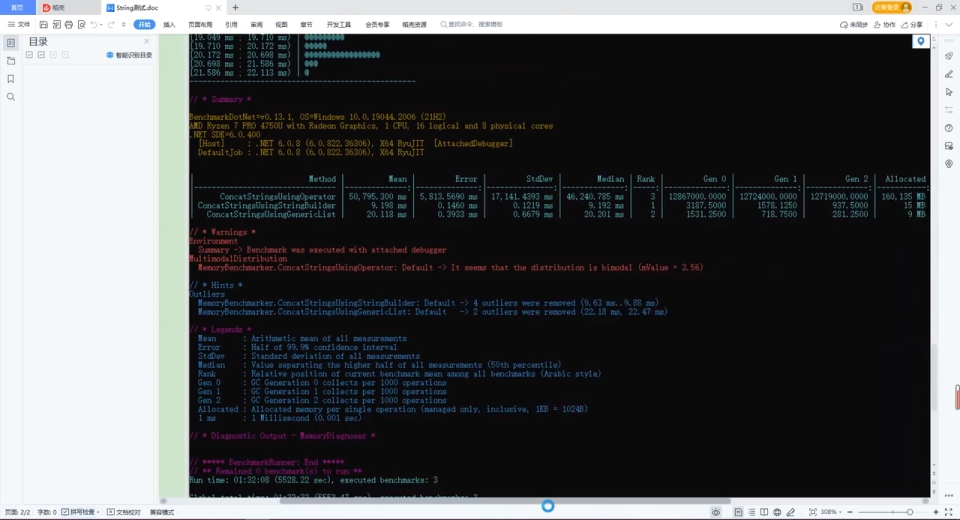 首页 稻壳 String测试.doc 访客登录
文件 开始 插入 页面布局 引用 审阅 视图 章节 开发工具 会员专享 稻壳资源 查找命令、搜索模板 未同步 协作 分享
目录
智能识别目录
[19.049 ms ; 19.710 ms) | @@@@@@@@@
[19.710 ms ; 20.172 ms) | @@@@@
[20.172 ms ; 20.698 ms) | @@@@@@@@@@@@@@@@@
[20.698 ms ; 21.586 ms) | @@@
[21.586 ms ; 22.113 ms) | @
---------------------------------------------------
// * Summary *
BenchmarkDotNet=v0.13.1, OS=Windows 10.0.19044.2006 (21H2)
AMD Ryzen 7 PRO 4750U with Radeon Graphics, 1 CPU, 16 logical and 8 physical cores
.NET SDK=6.0.400
[Host] : .NET 6.0.8 (6.0.822.36306), X64 RyuJIT [AttachedDebugger]
DefaultJob : .NET 6.0.8 (6.0.822.36306), X64 RyuJIT
| Method | Mean | Error | StdDev | Median | Rank | Gen 0 | Gen 1 | Gen 2 | Allocated
| ConcatStringsUsingOperator | 50,795.300 ms | 5,813.5690 ms | 17,141.4393 ms | 46,240.785 ms | 3 | 12867000.0000 | 12724000.0000 | 12719000.0000 | 160,135 MB
| ConcatStringsUsingStringBuilder | 9.198 ms | 0.1460 ms | 0.1219 ms | 9.192 ms | 1 | 3187.5000 | 1578.1250 | 937.5000 | 15 MB
| ConcatStringsUsingGenericList | 20.118 ms | 0.3933 ms | 0.6679 ms | 20.201 ms | 2 | 1531.2500 | 718.7500 | 281.2500 | 9 MB
// * Warnings *
Environment
Summary -> Benchmark was executed with attached debugger
MultimodalDistribution
MemoryBenchmarker.ConcatStringsUsingOperator: Default -> It seems that the distribution is bimodal (mValue = 3.56)
// * Hints *
Outliers
MemoryBenchmarker.ConcatStringsUsingStringBuilder: Default -> 4 outliers were removed (9.63 ms..9.88 ms)
MemoryBenchmarker.ConcatStringsUsingGenericList: Default -> 2 outliers were removed (22.18 ms, 22.47 ms)
// * Legends *
Mean : Arithmetic mean of all measurements
Error : Half of 99.9% confidence interval
StdDev : Standard deviation of all measurements
Median : Value separating the higher half of all measurements (50th percentile)
Rank : Relative position of current benchmark mean among all benchmarks (Arabic style)
Gen 0 : GC Generation 0 collects per 1000 operations
Gen 1 : GC Generation 1 collects per 1000 operations
Gen 2 : GC Generation 2 collects per 1000 operations
Allocated : Allocated memory per single operation (managed only, inclusive, 1KB = 1024B)
1 ms : 1 Millisecond (0.001 sec)
// * Diagnostic Output - MemoryDiagnoser *
// ***** BenchmarkRunner: End *****
// ** Remained 0 benchmark(s) to run **
Run time: 01:32:08 (5528.22 sec), executed benchmarks: 3
页面: 2/2 字数: 0 拼写检查 文档校对 兼容模式 308%